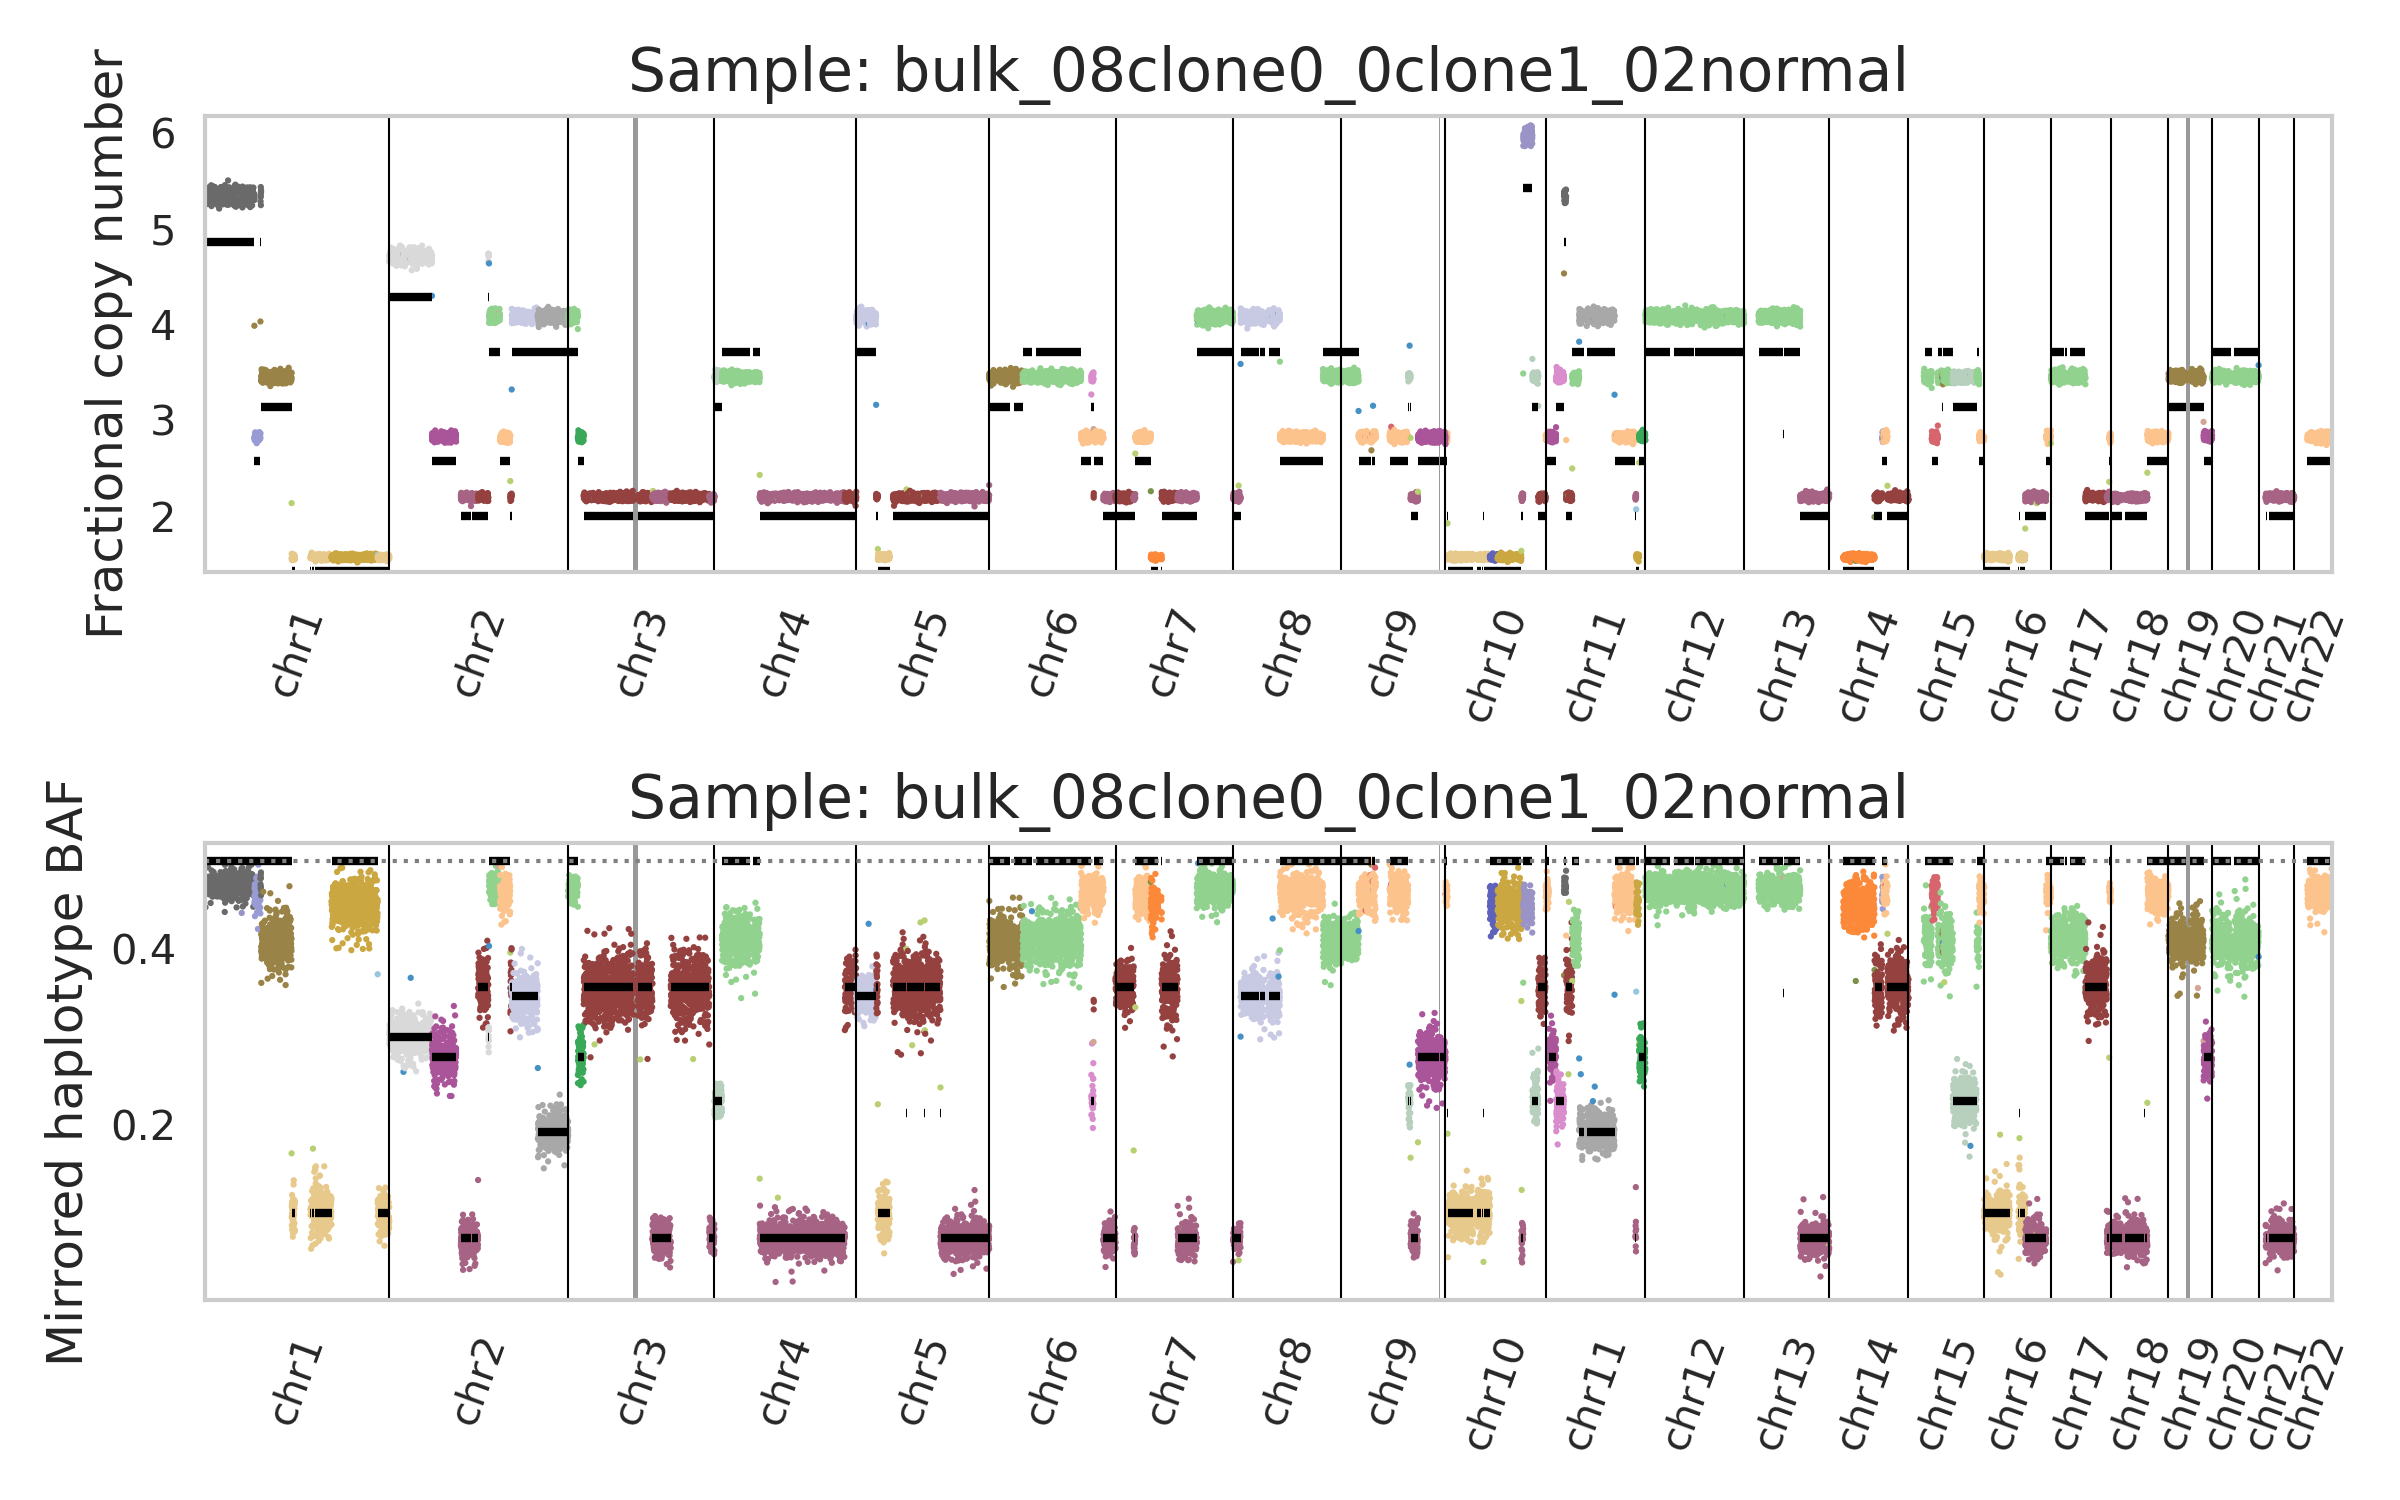 Sample: bulk_08clone0_0clone1_02normal
Fractional copy number
6
5
4
3
2
chr1 chr2 chr3 chr4 chr5 chr6 chr7 chr8 chr9 chr10 chr11 chr12 chr13 chr14 chr15 chr16 chr17 chr18 chr19 chr20 chr21 chr22
Sample: bulk_08clone0_0clone1_02normal
Mirrored haplotype BAF
0.4
0.2
chr1 chr2 chr3 chr4 chr5 chr6 chr7 chr8 chr9 chr10 chr11 chr12 chr13 chr14 chr15 chr16 chr17 chr18 chr19 chr20 chr21 chr22